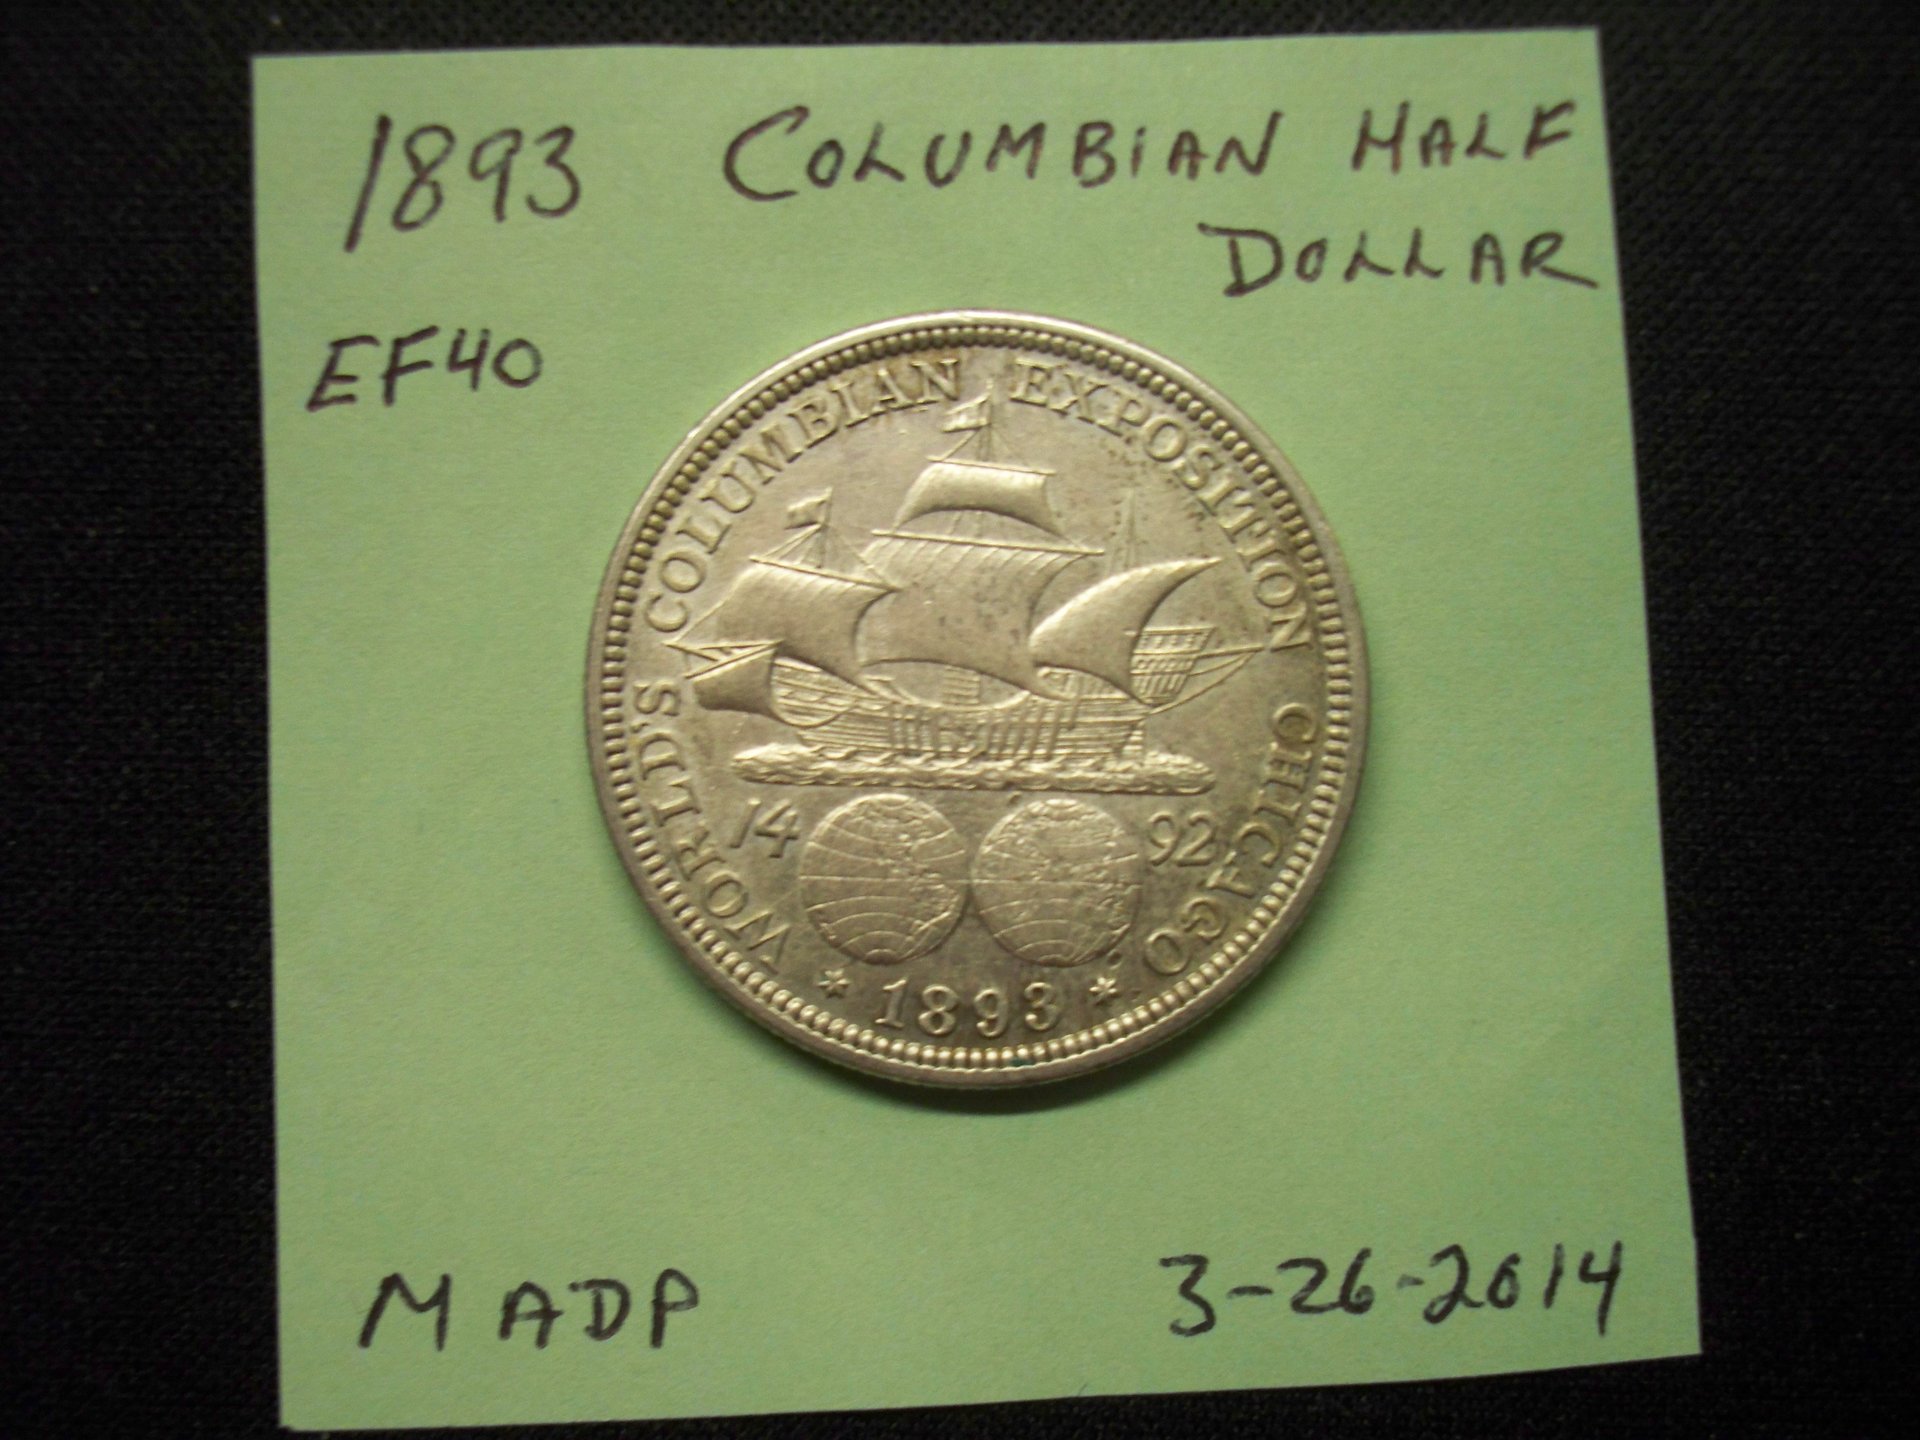 1893 COLUMBIAN HALF
DOLLAR
EF40
WORLD'S COLUMBIAN EXPOSITION CHICAGO
14 92
* 1893 *
MADP 3-26-2014